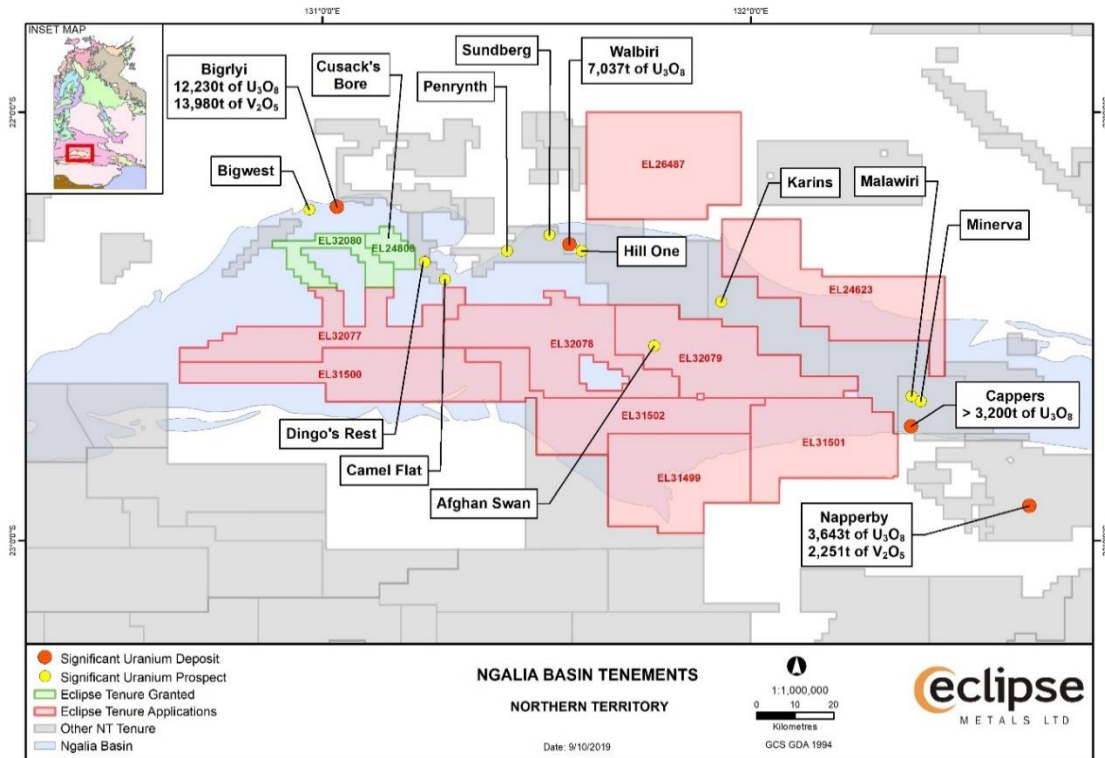 131°0'0"E
132°0'0"E
INSET MAP
Bigrlyi
12,230t of U₃O₈
13,980t of V₂O₅
Cusack's
Bore
Sundberg
Penrynth
Walbiri
7,037t of U₃O₈
22°0'0"S
EL26487
Bigwest
Karins
Malawiri
Minerva
EL32080
EL24808
Hill One
EL24623
EL32077
EL32078
EL32079
EL31500
Cappers
> 3,200t of U₃O₈
EL31502
EL31501
Dingo's Rest
Camel Flat
Afghan Swan
EL31499
Napperby
3,643t of U₃O₈
2,251t of V₂O₅
23°0'0"S
Significant Uranium Deposit
Significant Uranium Prospect
Eclipse Tenure Granted
Eclipse Tenure Applications
Other NT Tenure
Ngalia Basin
NGALIA BASIN TENEMENTS
NORTHERN TERRITORY
Date: 9/10/2019
1:1,000,000
0 10 20
Kilometres
GCS GDA 1994
eclipse
METALS LTD